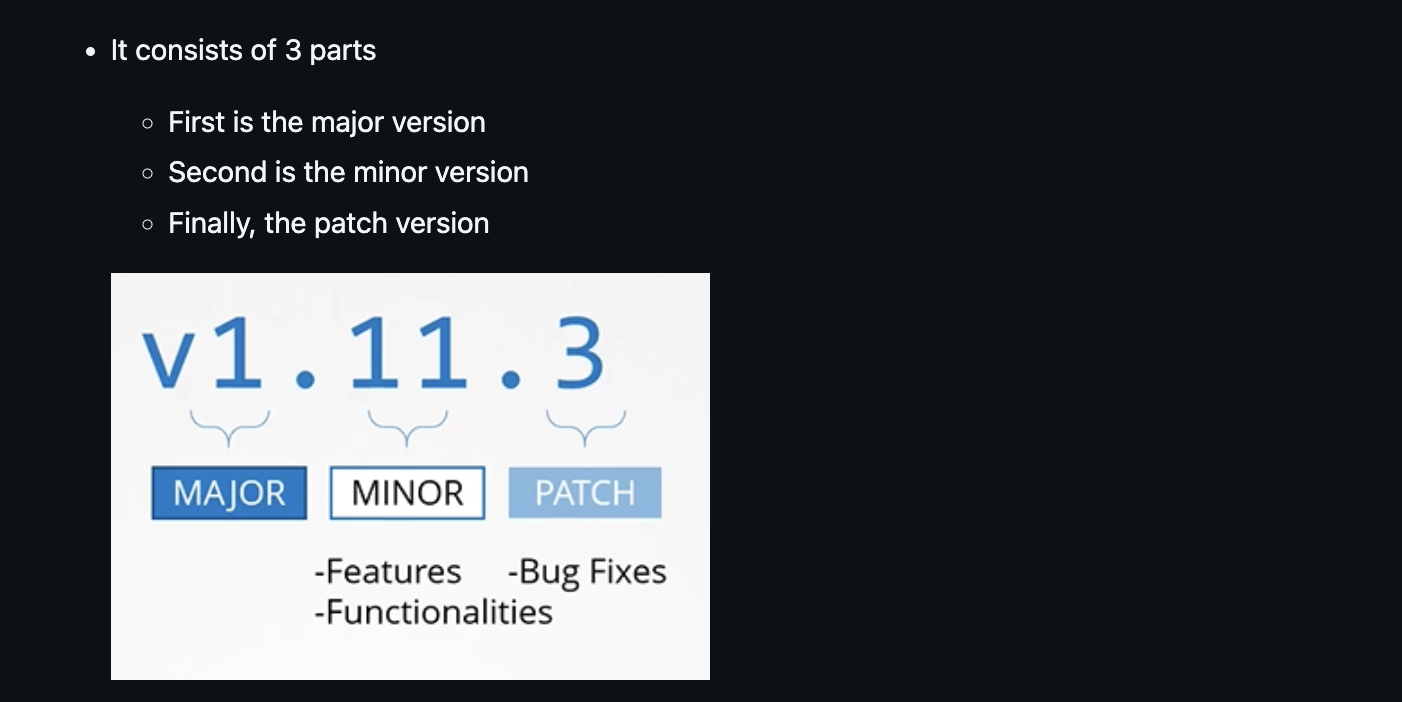 It consists of 3 parts
First is the major version
Second is the minor version
Finally, the patch version
v1.11.3
MAJOR MINOR PATCH
-Features -Bug Fixes
-Functionalities